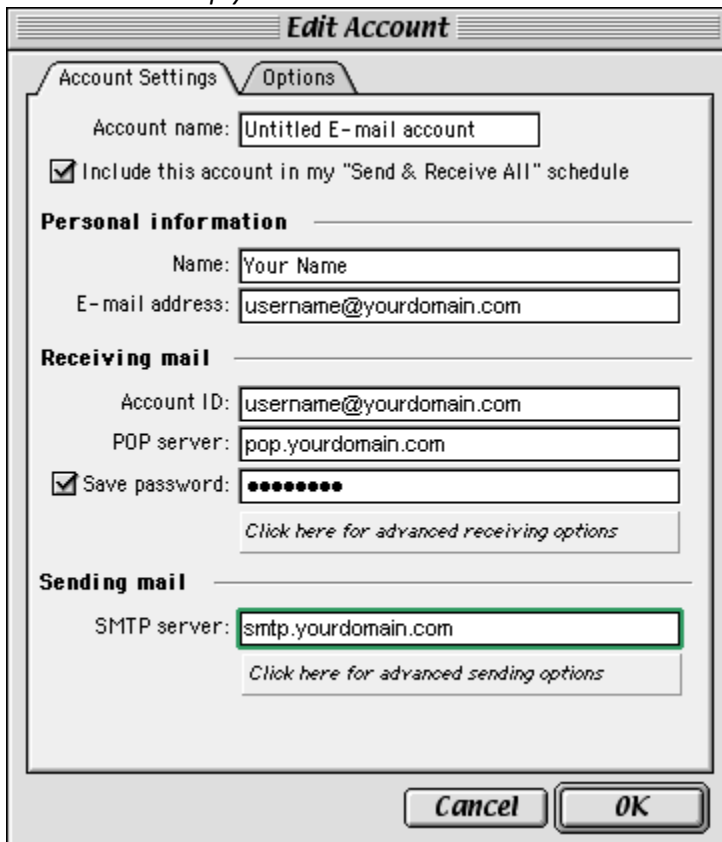 Edit Account
Account Settings Options
Account name: Untitled E-mail account
Include this account in my "Send & Receive All" schedule
Personal information
Name: Your Name
E-mail address: username@yourdomain.com
Receiving mail
Account ID: username@yourdomain.com
POP server: pop.yourdomain.com
Save password: ••••••••
Click here for advanced receiving options
Sending mail
SMTP server: smtp.yourdomain.com
Click here for advanced sending options
Cancel OK